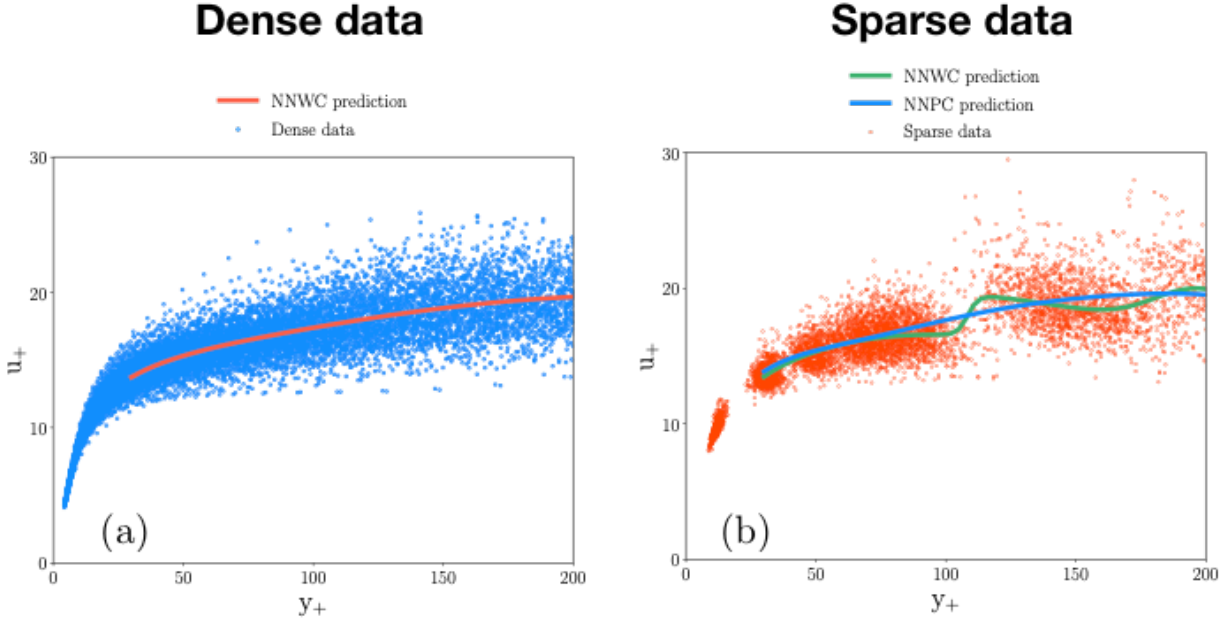 Dense data
NNWC prediction
Dense data
30
20
10
0
u+
(a)
0
50
100
150
200
y+
Sparse data
NNWC prediction
NNPC prediction
Sparse data
30
20
10
0
u+
(b)
0
50
100
150
200
y+